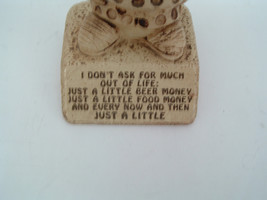 I DON'T ASK FOR MUCH
OUT OF LIFE:
JUST A LITTLE BEER MONEY,
JUST A LITTLE FOOD MONEY
AND EVERY NOW AND THEN
JUST A LITTLE